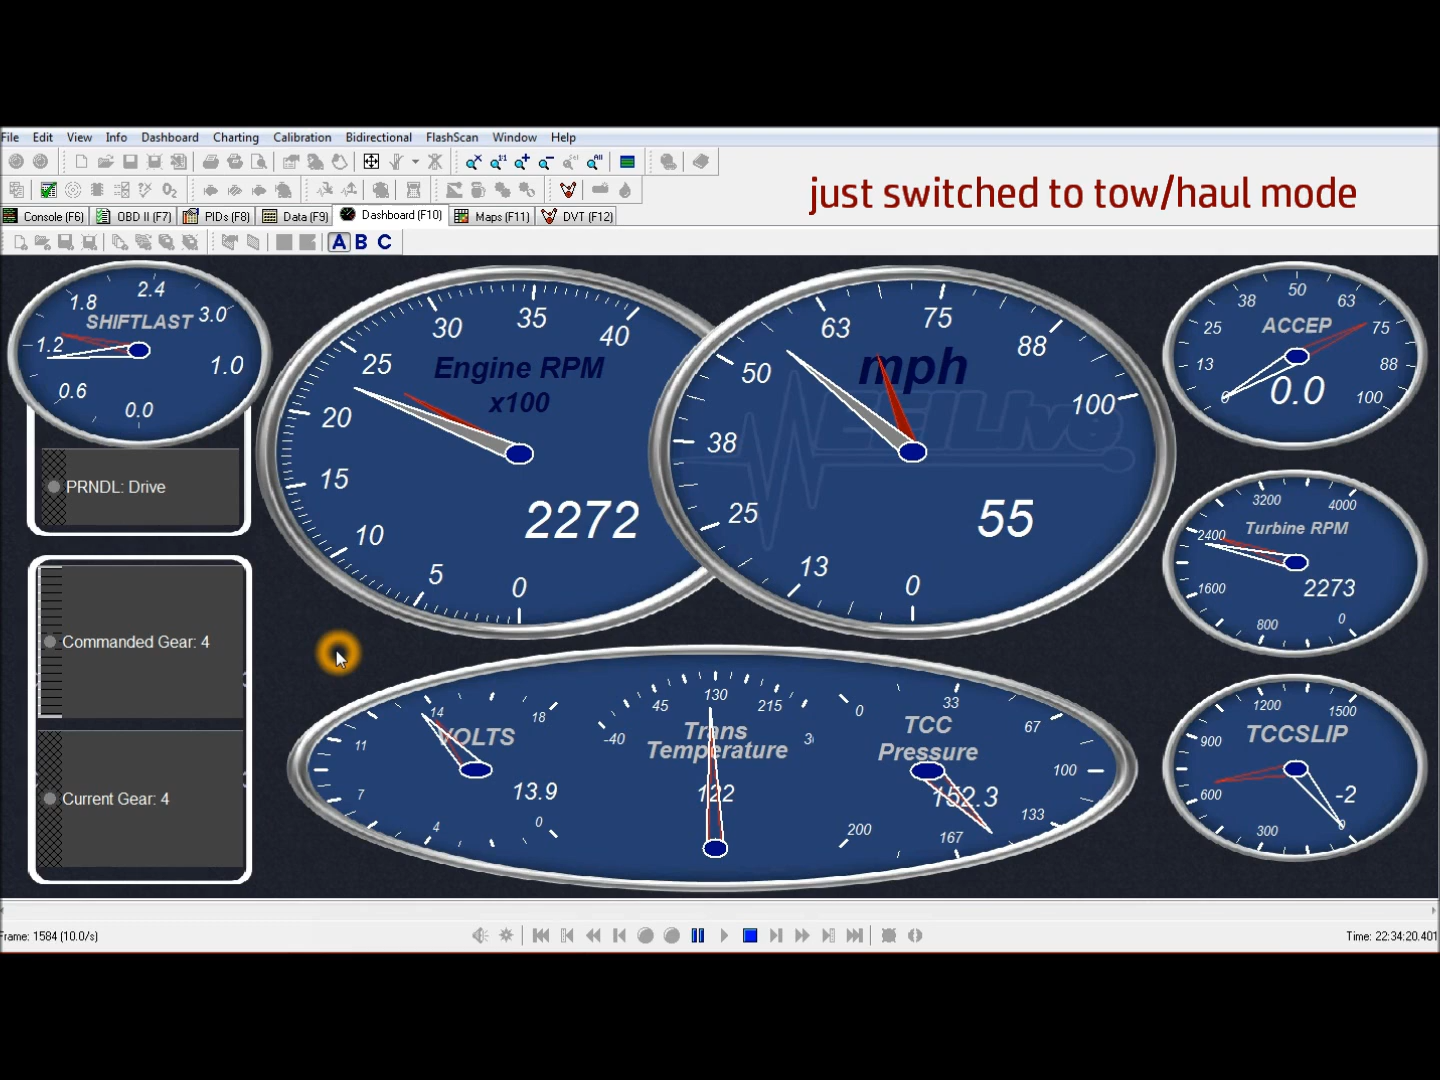 File Edit View Info Dashboard Charting Calibration Bidirectional FlashScan Window Help
just switched to tow/haul mode
Console (F6) OBD II (F7) PIDs (F8) Data (F9) Dashboard (F10) Maps (F11) DVT (F12)
A B C
SHIFTLAST
0.0 0.6 1.2 1.8 2.4 3.0 1.0
PRNDL: Drive
Commanded Gear: 4
Current Gear: 4
Engine RPM
x100
0 5 10 15 20 25 30 35 40
2272
mph
0 13 25 38 50 63 75 88 100
55
EFILive
ACCEP
0 13 25 38 50 63 75 88 100
0.0
Turbine RPM
0 800 1600 2400 3200 4000
2273
VOLTS
0 4 7 11 14 18
13.9
Trans
Temperature
-40 45 130 215
122
TCC
Pressure
0 33 67 100 133 167 200
152.3
TCCSLIP
0 300 600 900 1200 1500
-2
Frame: 1584 (10.0/s)
Time: 22:34:20.401